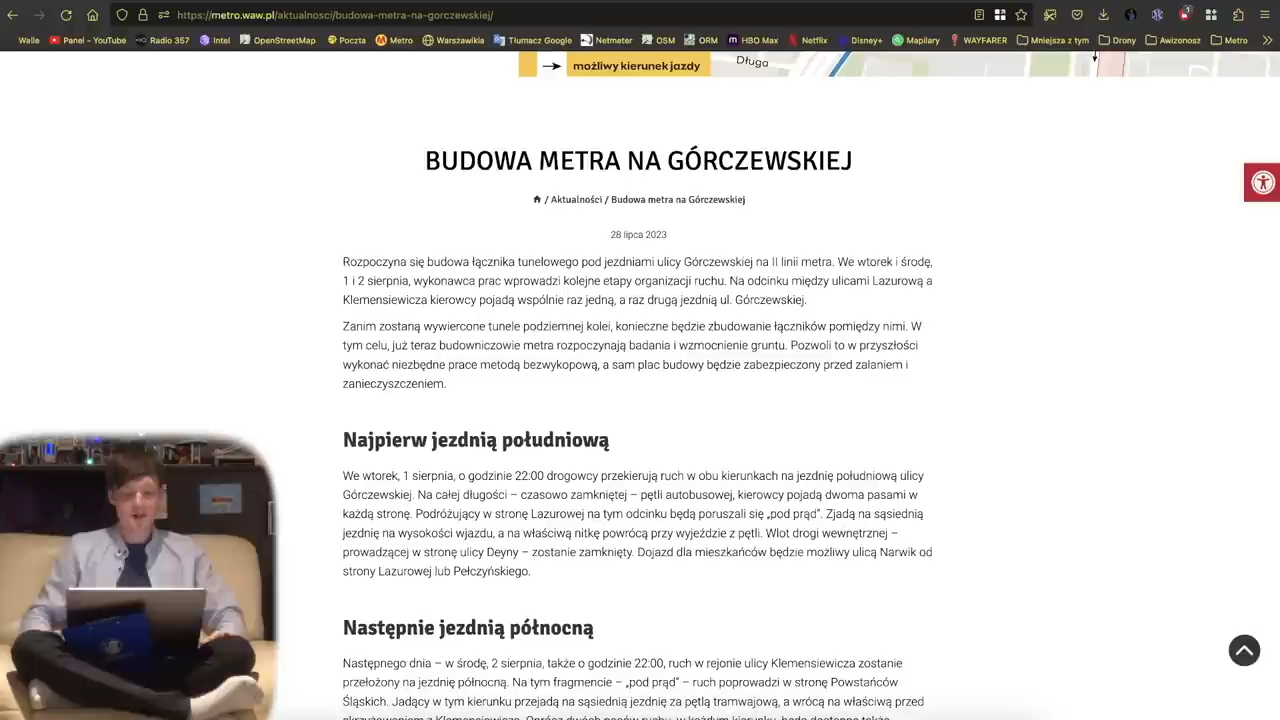 https://metro.waw.pl/aktualnosci/budowa-metra-na-gorczewskiej/
Walle Panel – YouTube Radio 357 Intel OpenStreetMap Poczta Metro Warszawikia Tłumacz Google Netmeter OSM ORM HBO Max Netflix Disney+ Mapilary WAYFARER Mniejsza z tym Drony Awizonosz Metro
możliwy kierunek jazdy
Długa
BUDOWA METRA NA GÓRCZEWSKIEJ
/ Aktualności / Budowa metra na Górczewskiej
28 lipca 2023
Rozpoczyna się budowa łącznika tunelowego pod jezdniami ulicy Górczewskiej na II linii metra. We wtorek i środę,
1 i 2 sierpnia, wykonawca prac wprowadzi kolejne etapy organizacji ruchu. Na odcinku między ulicami Lazurową a
Klemensiewicza kierowcy pojadą wspólnie raz jedną, a raz drugą jezdnią ul. Górczewskiej.
Zanim zostaną wywiercone tunele podziemnej kolei, konieczne będzie zbudowanie łączników pomiędzy nimi. W
tym celu, już teraz budowniczowie metra rozpoczynają badania i wzmocnienie gruntu. Pozwoli to w przyszłości
wykonać niezbędne prace metodą bezwykopową, a sam plac budowy będzie zabezpieczony przed zalaniem i
zanieczyszczeniem.
Najpierw jezdnią południową
We wtorek, 1 sierpnia, o godzinie 22:00 drogowcy przekierują ruch w obu kierunkach na jezdnię południową ulicy
Górczewskiej. Na całej długości – czasowo zamkniętej – pętli autobusowej, kierowcy pojadą dwoma pasami w
każdą stronę. Podróżujący w stronę Lazurowej na tym odcinku będą poruszali się „pod prąd”. Zjadą na sąsiednią
jezdnię na wysokości wjazdu, a na właściwą nitkę powrócą przy wyjeździe z pętli. Wlot drogi wewnętrznej –
prowadzącej w stronę ulicy Deyny – zostanie zamknięty. Dojazd dla mieszkańców będzie możliwy ulicą Narwik od
strony Lazurowej lub Pełczyńskiego.
Następnie jezdnią północną
Następnego dnia – w środę, 2 sierpnia, także o godzinie 22:00, ruch w rejonie ulicy Klemensiewicza zostanie
przełożony na jezdnię północną. Na tym fragmencie – „pod prąd” – ruch poprowadzi w stronę Powstańców
Śląskich. Jadący w tym kierunku przejadą na sąsiednią jezdnię za pętlą tramwajową, a wrócą na właściwą przed
skrzyżowaniem z Klemensiewicza. Oprócz dwóch pasów ruchu, w każdym kierunku, będą dostępne także